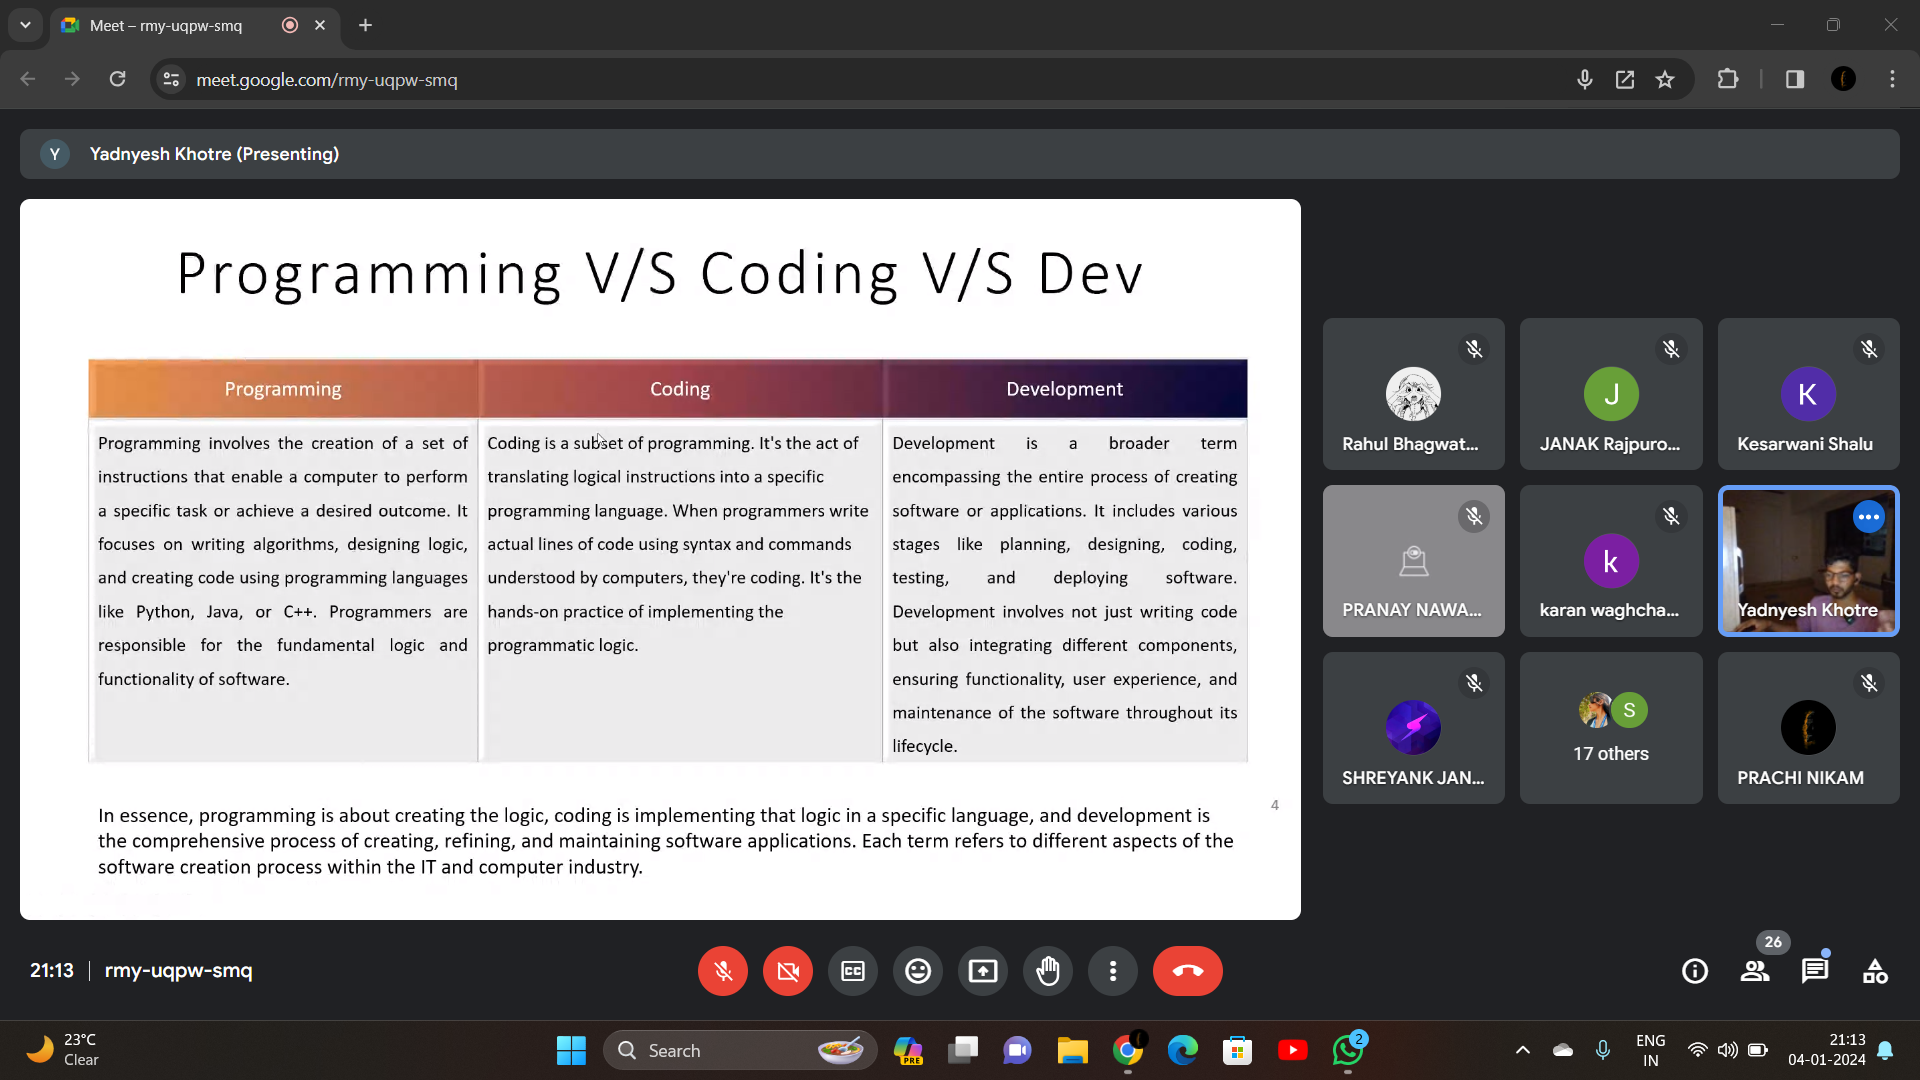 Meet – rmy-uqpw-smq
meet.google.com/rmy-uqpw-smq
Y
Yadnyesh Khotre (Presenting)
Programming V/S Coding V/S Dev
Programming
Programming involves the creation of a set of
instructions that enable a computer to perform
a specific task or achieve a desired outcome. It
focuses on writing algorithms, designing logic,
and creating code using programming languages
like Python, Java, or C++. Programmers are
responsible for the fundamental logic and
functionality of software.
Coding
Coding is a subset of programming. It's the act of
translating logical instructions into a specific
programming language. When programmers write
actual lines of code using syntax and commands
understood by computers, they're coding. It's the
hands-on practice of implementing the
programmatic logic.
Development
Development is a broader term
encompassing the entire process of creating
software or applications. It includes various
stages like planning, designing, coding,
testing, and deploying software.
Development involves not just writing code
but also integrating different components,
ensuring functionality, user experience, and
maintenance of the software throughout its
lifecycle.
In essence, programming is about creating the logic, coding is implementing that logic in a specific language, and development is
the comprehensive process of creating, refining, and maintaining software applications. Each term refers to different aspects of the
software creation process within the IT and computer industry.
4
Rahul Bhagwat...
J
JANAK Rajpuro...
K
Kesarwani Shalu
PRANAY NAWA...
k
karan waghcha...
Yadnyesh Khotre
SHREYANK JAN...
S
17 others
PRACHI NIKAM
21:13
rmy-uqpw-smq
CC
26
23°C
Clear
Search
PRE
2
ENG
IN
21:13
04-01-2024